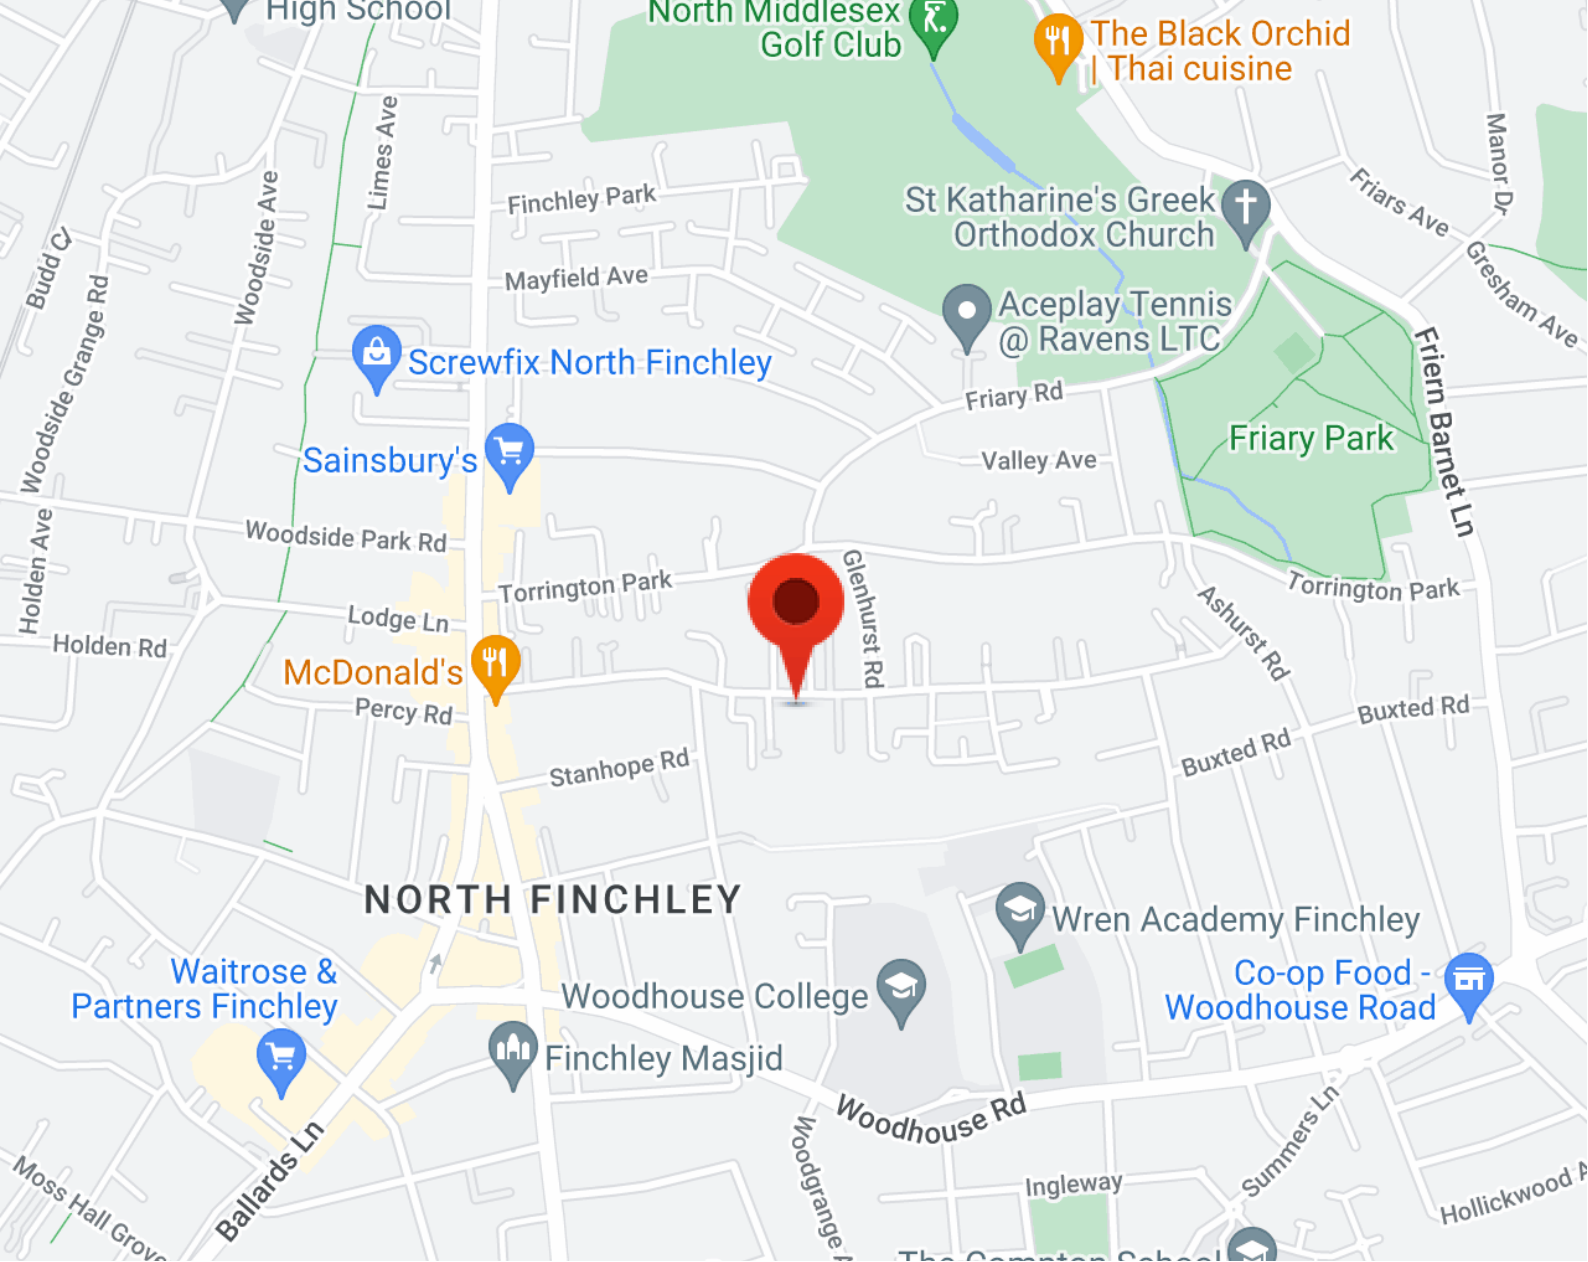 High School
North Middlesex
Golf Club
The Black Orchid
| Thai cuisine
Limes Ave
Manor Dr
Woodside Ave
Finchley Park
St Katharine's Greek
Orthodox Church
Friars Ave
Budd Cl
Mayfield Ave
Gresham Ave
Woodside Grange Rd
Aceplay Tennis
@ Ravens LTC
Screwfix North Finchley
Friary Rd
Friern Barnet Ln
Friary Park
Sainsbury's
Valley Ave
Holden Ave
Woodside Park Rd
Torrington Park
Glenhurst Rd
Torrington Park
Ashurst Rd
Lodge Ln
Holden Rd
McDonald's
Percy Rd
Buxted Rd
Buxted Rd
Stanhope Rd
NORTH FINCHLEY
Wren Academy Finchley
Waitrose &
Partners Finchley
Woodhouse College
Co-op Food -
Woodhouse Road
Finchley Masjid
Woodhouse Rd
Ballards Ln
Woodgrange A
Summers Ln
Moss Hall Grove
Ingleway
Hollickwood A
The Compton School